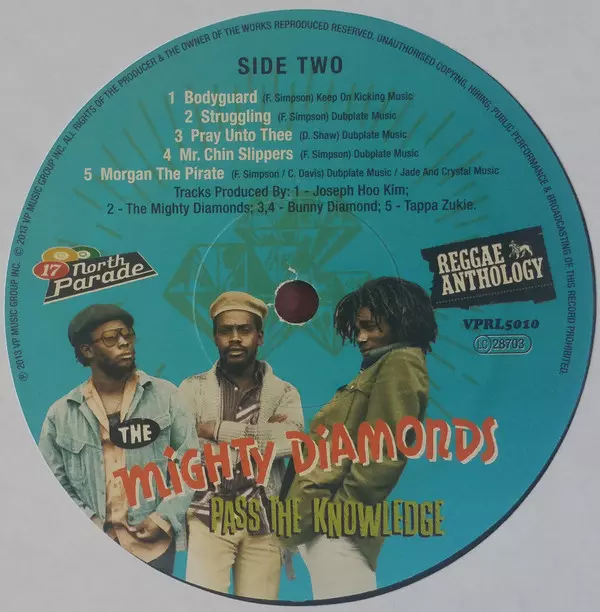 ℗ 2013 VP MUSIC GROUP INC. © 2013 VP MUSIC GROUP INC. ALL RIGHTS OF THE PRODUCER & THE OWNER OF THE WORKS REPRODUCED RESERVED. UNAUTHORISED COPYING, HIRING, PUBLIC PERFORMANCE & BROADCASTING OF THIS RECORD PROHIBITED.
SIDE TWO
1 Bodyguard (F. Simpson) Keep On Kicking Music
2 Struggling (F. Simpson) Dubplate Music
3 Pray Unto Thee (D. Shaw) Dubplate Music
4 Mr. Chin Slippers (F. Simpson) Dubplate Music
5 Morgan The Pirate (F. Simpson / C. Davis) Dubplate Music / Jade And Crystal Music
Tracks Produced By: 1 - Joseph Hoo Kim;
2 - The Mighty Diamonds; 3,4 - Bunny Diamond; 5 - Tappa Zukie.
17 North
Parade
REGGAE
ANTHOLOGY
VPRL5010
LC 28703
THE
MIGHTY DIAMONDS
PASS THE KNOWLEDGE